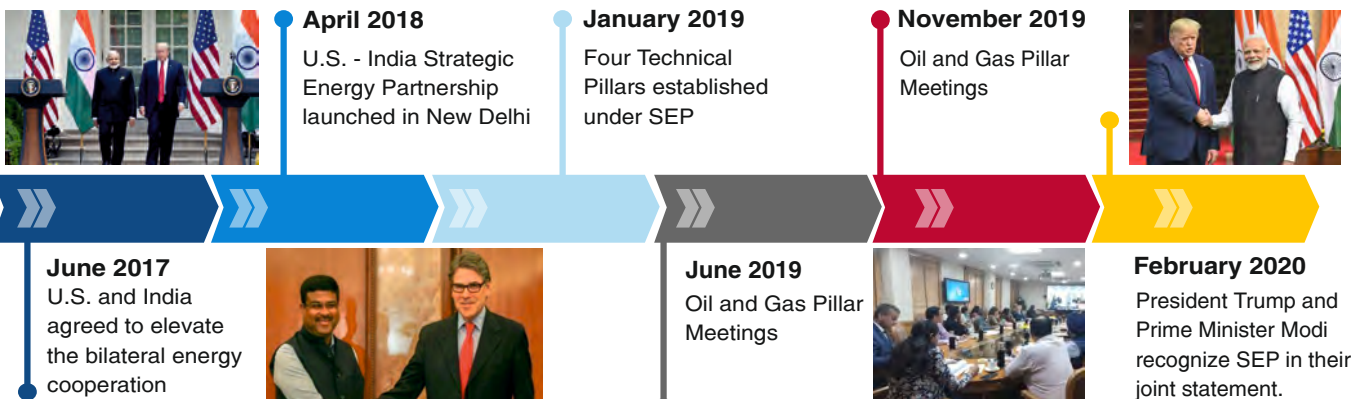 April 2018
U.S. - India Strategic
Energy Partnership
launched in New Delhi
January 2019
Four Technical
Pillars established
under SEP
November 2019
Oil and Gas Pillar
Meetings
June 2017
U.S. and India
agreed to elevate
the bilateral energy
cooperation
June 2019
Oil and Gas Pillar
Meetings
February 2020
President Trump and
Prime Minister Modi
recognize SEP in their
joint statement.